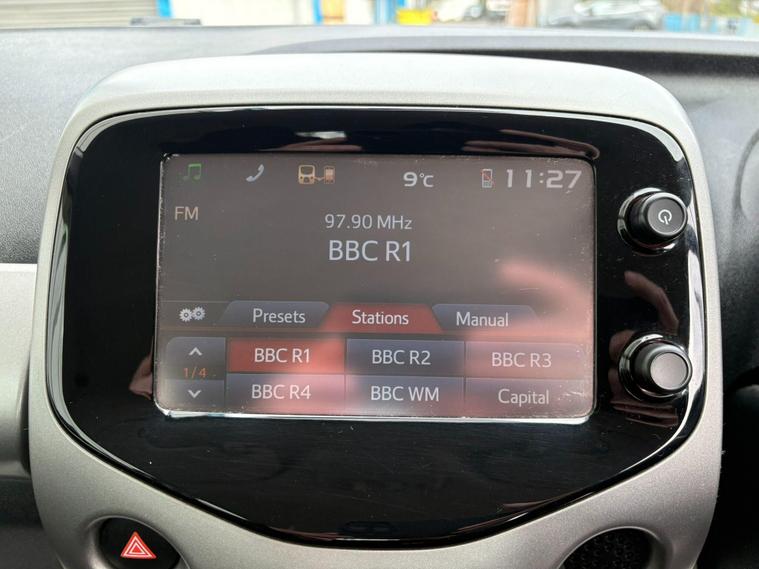 9°C 11:27
FM
97.90 MHz
BBC R1
Presets Stations Manual
1/4
BBC R1 BBC R2 BBC R3
BBC R4 BBC WM Capital